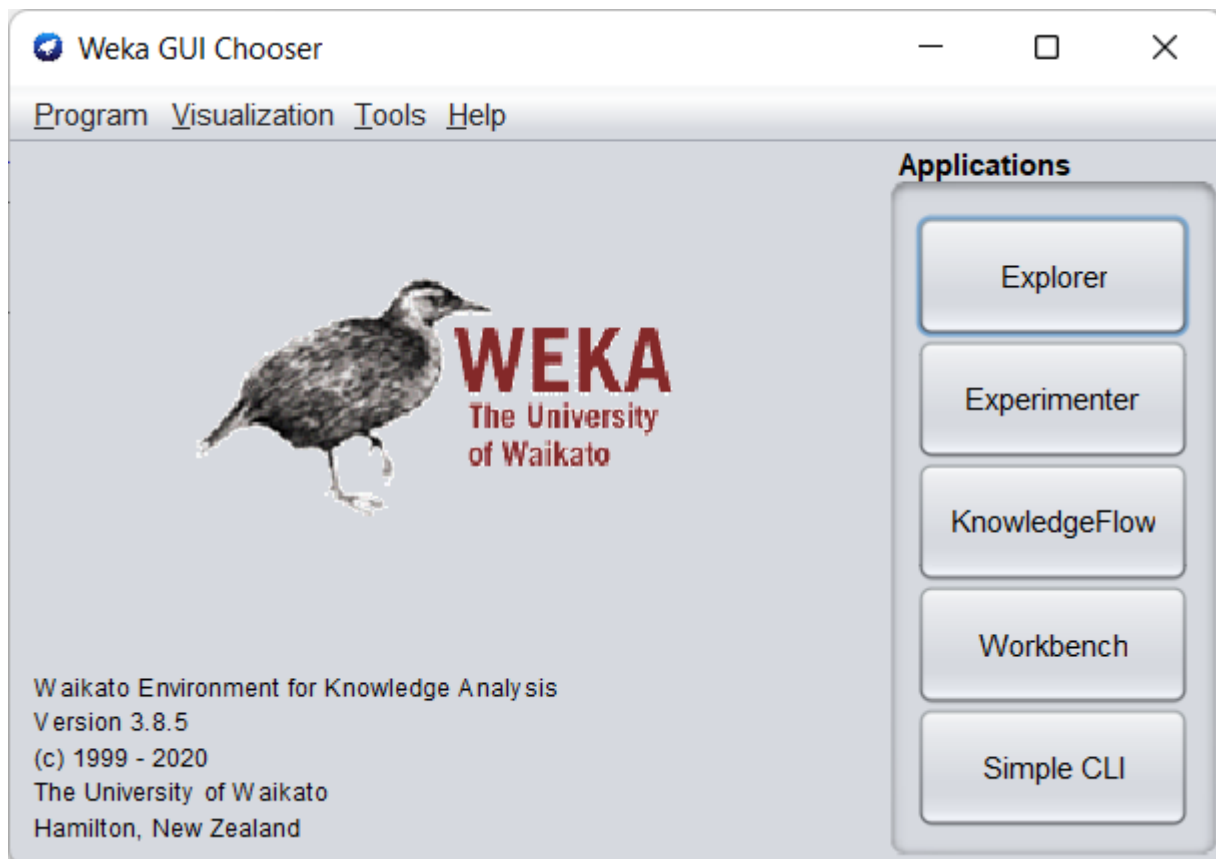 Weka GUI Chooser
Program Visualization Tools Help
Applications
Explorer
Experimenter
KnowledgeFlow
Workbench
Simple CLI
WEKA
The University
of Waikato
Waikato Environment for Knowledge Analysis
Version 3.8.5
(c) 1999 - 2020
The University of Waikato
Hamilton, New Zealand